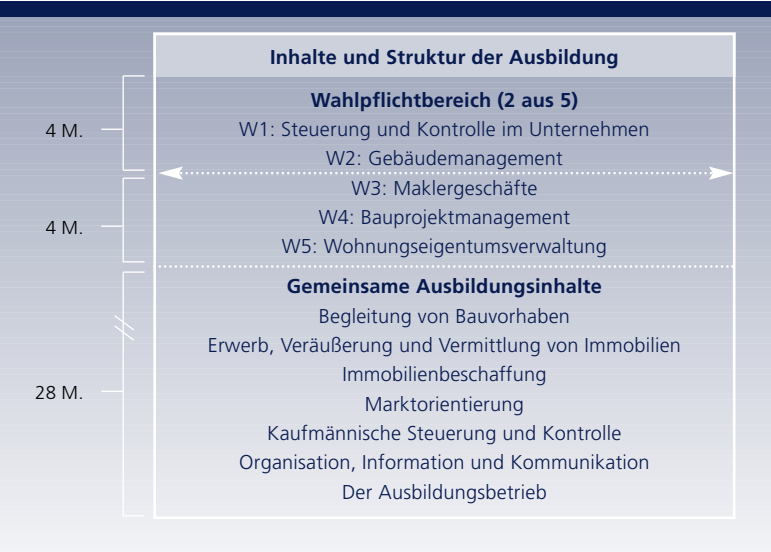 Inhalte und Struktur der Ausbildung
Wahlpflichtbereich (2 aus 5)
4 M.
W1: Steuerung und Kontrolle im Unternehmen
W2: Gebäudemanagement
W3: Maklergeschäfte
4 M.
W4: Bauprojektmanagement
W5: Wohnungseigentumsverwaltung
Gemeinsame Ausbildungsinhalte
Begleitung von Bauvorhaben
Erwerb, Veräußerung und Vermittlung von Immobilien
Immobilienbeschaffung
28 M.
Marktorientierung
Kaufmännische Steuerung und Kontrolle
Organisation, Information und Kommunikation
Der Ausbildungsbetrieb